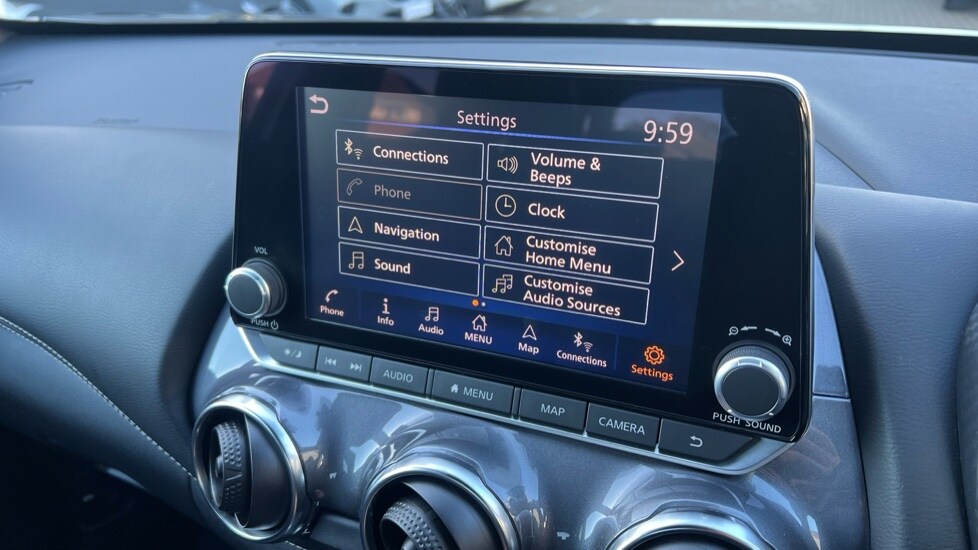 Settings
9:59
Connections
Volume &
Beeps
Phone
Clock
Navigation
Customise
Home Menu
Sound
Customise
Audio Sources
Phone
Info
Audio
MENU
Map
Connections
Settings
VOL
PUSH
AUDIO
MENU
MAP
CAMERA
PUSH SOUND